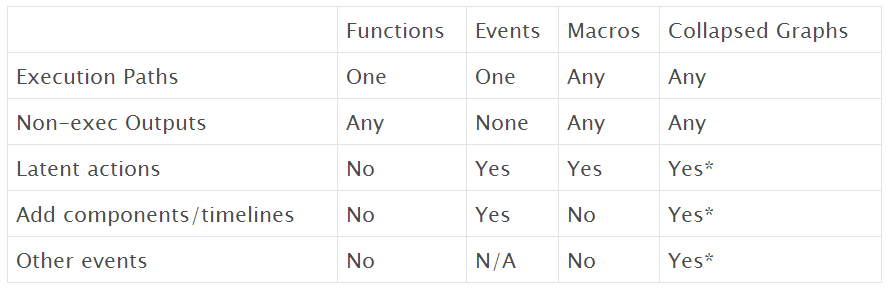 Functions Events Macros Collapsed Graphs
Execution Paths One One Any Any
Non-exec Outputs Any None Any Any
Latent actions No Yes Yes Yes*
Add components/timelines No Yes No Yes*
Other events No N/A No Yes*